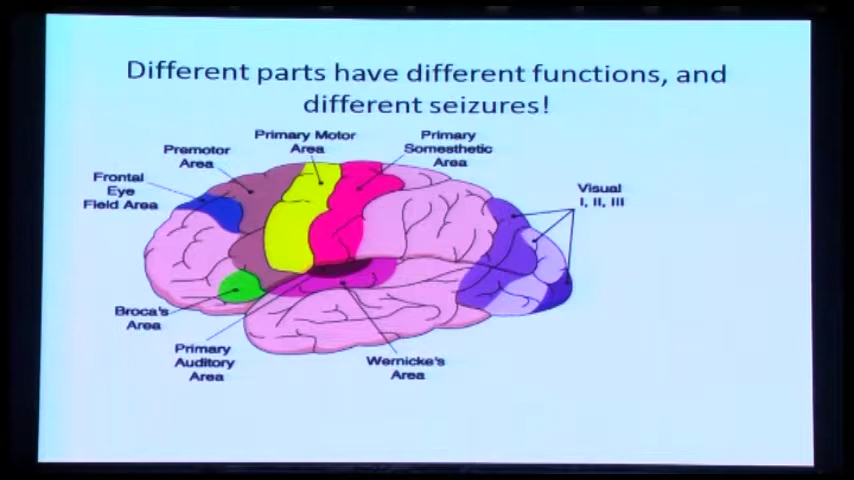 Different parts have different functions, and
different seizures!
Primary Motor
Area
Primary
Somesthetic
Area
Premotor
Area
Frontal
Eye
Field Area
Visual
I, II, III
Broca's
Area
Primary
Auditory
Area
Wernicke's
Area